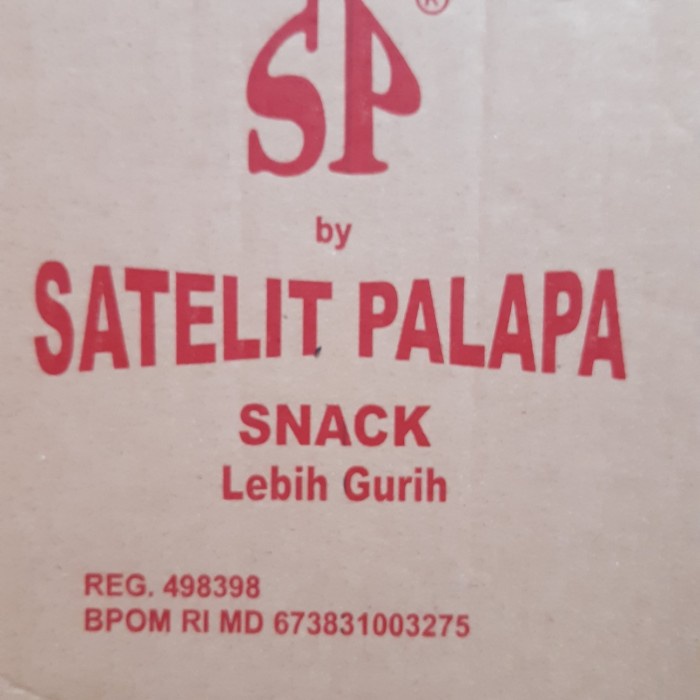 SP®
by
SATELIT PALAPA
SNACK
Lebih Gurih
REG. 498398
BPOM RI MD 673831003275